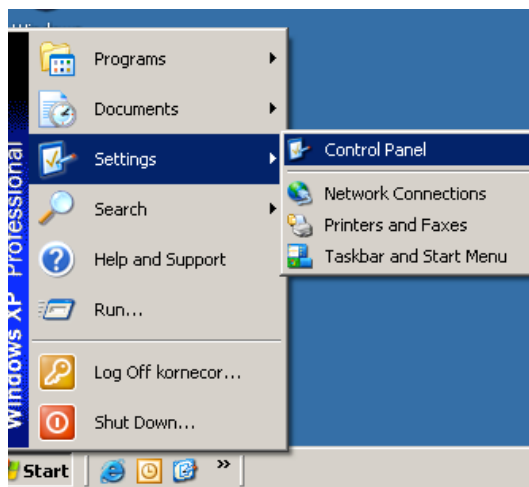 Programs
Documents
Settings
Search
Help and Support
Run...
Log Off kornecor...
Shut Down...
Control Panel
Network Connections
Printers and Faxes
Taskbar and Start Menu
Windows XP Professional
Start
»